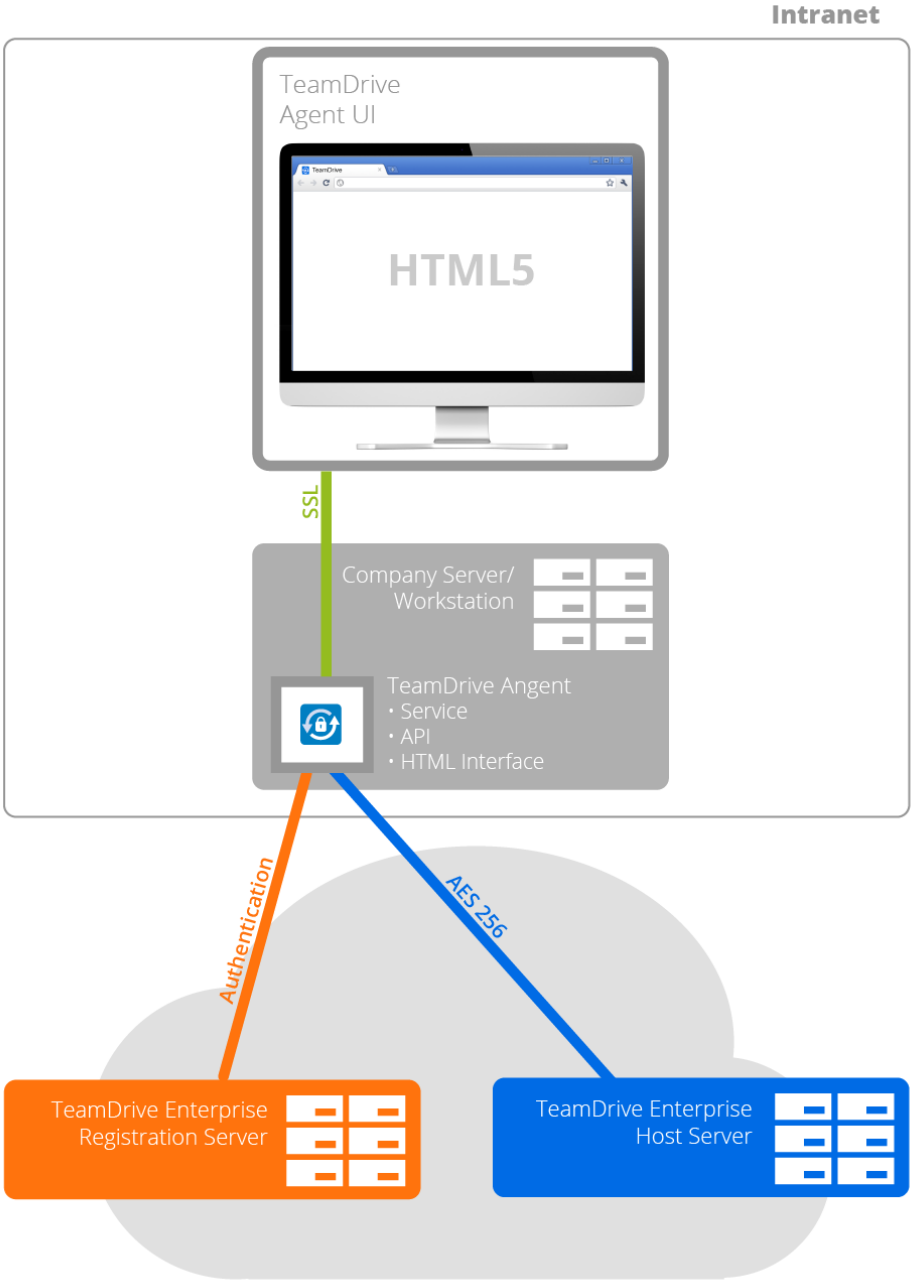 Intranet
TeamDrive
Agent UI
TeamDrive
HTML5
SSL
Company Server/
Workstation
TeamDrive Angent
• Service
• API
• HTML Interface
Authentication
AES 256
TeamDrive Enterprise
Registration Server
TeamDrive Enterprise
Host Server